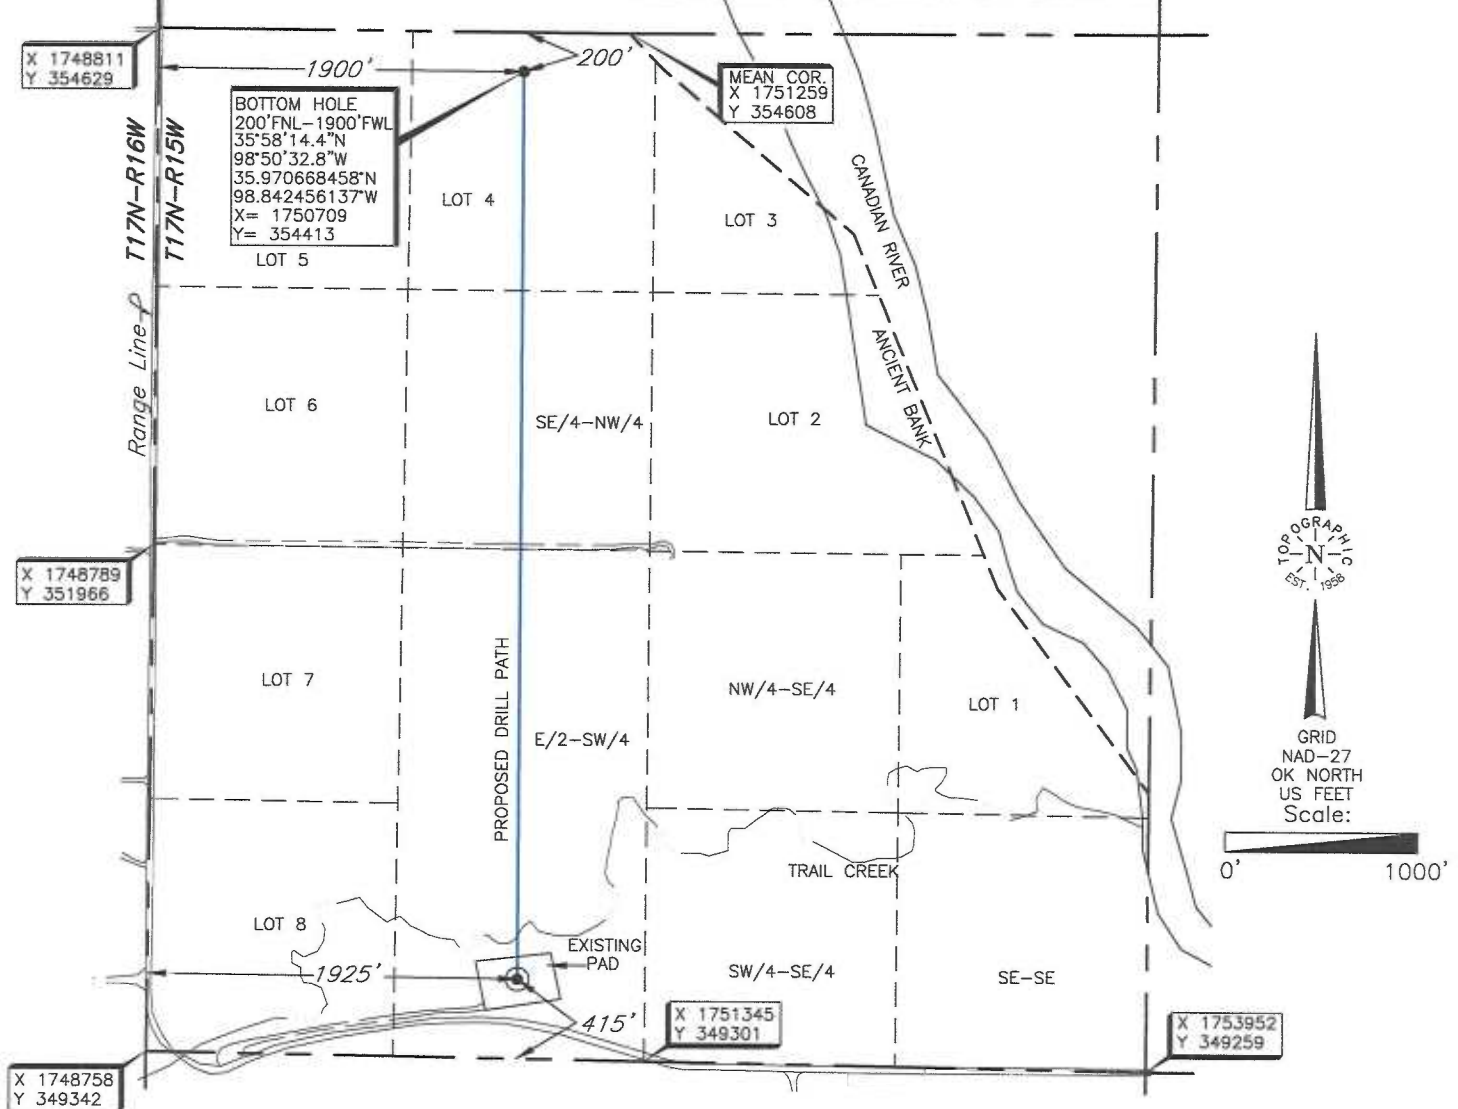 X 1748811
Y 354629
1900'
200'
BOTTOM HOLE
200'FNL-1900'FWL
35°58'14.4"N
98°50'32.8"W
35.970668458°N
98.842456137°W
X= 1750709
Y= 354413
MEAN COR.
X 1751259
Y 354608
T17N-R16W
T17N-R15W
LOT 5
LOT 4
LOT 3
CANADIAN RIVER
ANCIENT BANK
Range Line
LOT 6
SE/4-NW/4
LOT 2
X 1748789
Y 351966
TOPOGRAPHIC
N
EST. 1958
LOT 7
PROPOSED DRILL PATH
E/2-SW/4
NW/4-SE/4
LOT 1
GRID
NAD-27
OK NORTH
US FEET
Scale:
0'
1000'
TRAIL CREEK
LOT 8
1925'
EXISTING
PAD
SW/4-SE/4
SE-SE
415'
X 1751345
Y 349301
X 1753952
Y 349259
X 1748758
Y 349342